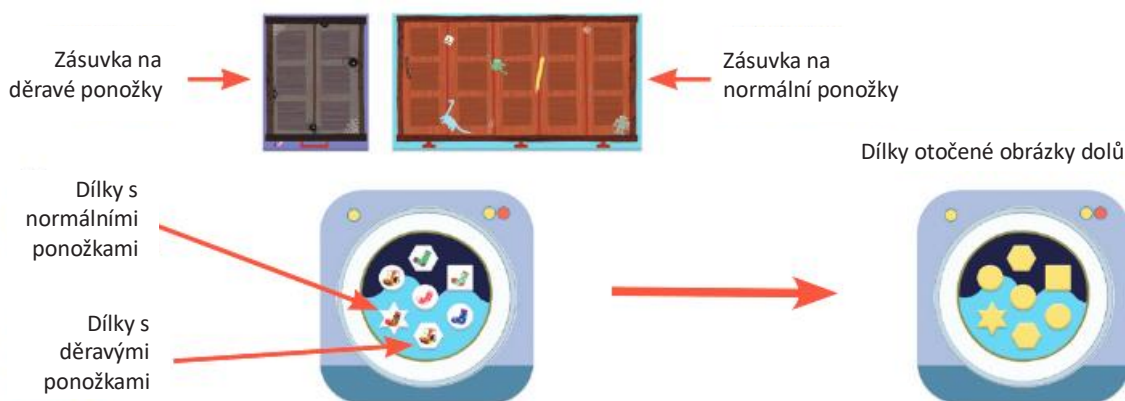 Zásuvka na
děravé ponožky
Zásuvka na
normální ponožky
Dílky otočené obrázky dolů
Dílky s
normálními
ponožkami
Dílky s
děravými
ponožkami